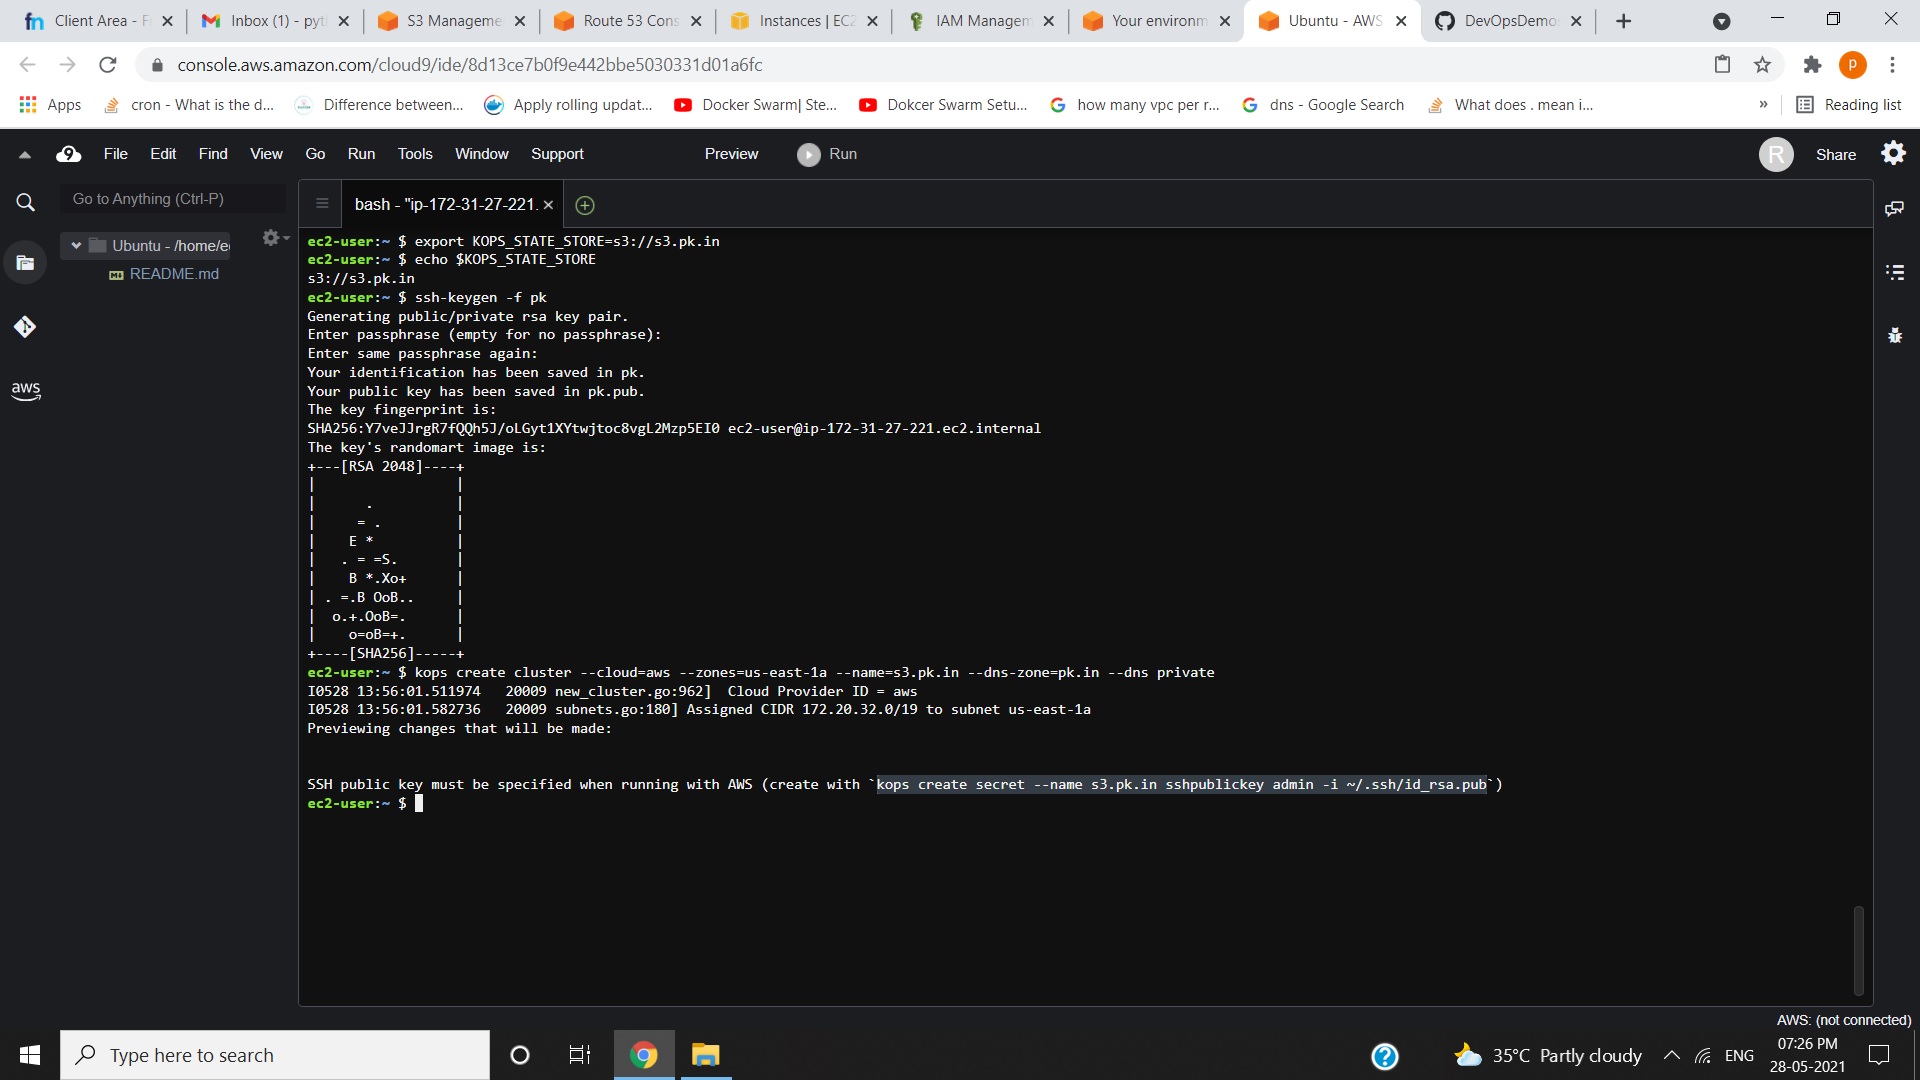 Client Area - F
Inbox (1) - pyt
S3 Manageme
Route 53 Cons
Instances | EC2
IAM Managem
Your environm
Ubuntu - AWS
DevOpsDemo
console.aws.amazon.com/cloud9/ide/8d13ce7b0f9e442bbe5030331d01a6fc
P
Apps
cron - What is the d...
Difference between...
Apply rolling updat...
Docker Swarm| Ste...
Dokcer Swarm Setu...
how many vpc per r...
dns - Google Search
What does . mean i...
»
Reading list
9 File Edit Find View Go Run Tools Window Support Preview Run
R Share
Go to Anything (Ctrl-P)
bash - "ip-172-31-27-221.
Ubuntu - /home/e
README.md
aws
ec2-user:~ $ export KOPS_STATE_STORE=s3://s3.pk.in
ec2-user:~ $ echo $KOPS_STATE_STORE
s3://s3.pk.in
ec2-user:~ $ ssh-keygen -f pk
Generating public/private rsa key pair.
Enter passphrase (empty for no passphrase):
Enter same passphrase again:
Your identification has been saved in pk.
Your public key has been saved in pk.pub.
The key fingerprint is:
SHA256:Y7veJJrgR7fQQh5J/oLGyt1XYtwjtoc8vgL2Mzp5EI0 ec2-user@ip-172-31-27-221.ec2.internal
The key's randomart image is:
+---[RSA 2048]----+
|                 |
|      .          |
|     = .         |
|    E *          |
|   . = =S.       |
|    B *.Xo+      |
| . =.B OoB..     |
|  o.+.OoB=.      |
|    o=oB=+.      |
+----[SHA256]-----+
ec2-user:~ $ kops create cluster --cloud=aws --zones=us-east-1a --name=s3.pk.in --dns-zone=pk.in --dns private
I0528 13:56:01.511974   20009 new_cluster.go:962]  Cloud Provider ID = aws
I0528 13:56:01.582736   20009 subnets.go:180] Assigned CIDR 172.20.32.0/19 to subnet us-east-1a
Previewing changes that will be made:
SSH public key must be specified when running with AWS (create with `kops create secret --name s3.pk.in sshpublickey admin -i ~/.ssh/id_rsa.pub`)
ec2-user:~ $
AWS: (not connected)
Type here to search
35°C Partly cloudy
ENG
07:26 PM
28-05-2021